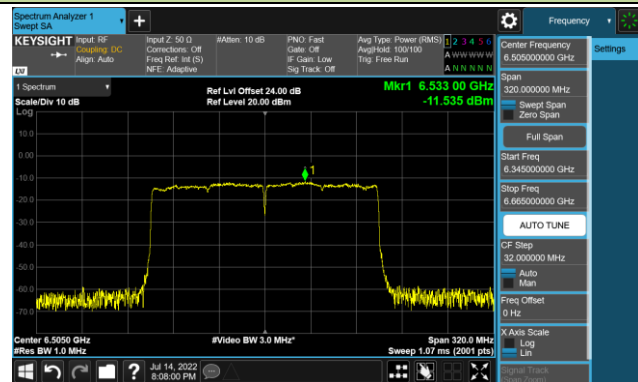 Spectrum Analyzer 1
Swept SA
Frequency
KEYSIGHT
Input: RF
Coupling: DC
Align: Auto
Input Z: 50 Ω
Corrections: Off
Freq Ref: Int (S)
NFE: Adaptive
#Atten: 10 dB
PNO: Fast
Gate: Off
IF Gain: Low
Sig Track: Off
Avg Type: Power (RMS)
Avg|Hold: 100/100
Trig: Free Run
1 2 3 4 5 6
A W W W W W
A N N N N N
LXI
1 Spectrum
Scale/Div 10 dB
Log
Ref Lvl Offset 24.00 dB
Ref Level 20.00 dBm
Mkr1 6.533 00 GHz
-11.535 dBm
1
10.0
0.00
-10.0
-20.0
-30.0
-40.0
-50.0
-60.0
-70.0
Center 6.5050 GHz
#Res BW 1.0 MHz
#Video BW 3.0 MHz*
Span 320.0 MHz
Sweep 1.07 ms (2001 pts)
Jul 14, 2022
8:08:00 PM
Center Frequency
6.505000000 GHz
Settings
Span
320.000000 MHz
Swept Span
Zero Span
Full Span
Start Freq
6.345000000 GHz
Stop Freq
6.665000000 GHz
AUTO TUNE
CF Step
32.000000 MHz
Auto
Man
Freq Offset
0 Hz
X Axis Scale
Log
Lin
Signal Track
(Span Zoom)